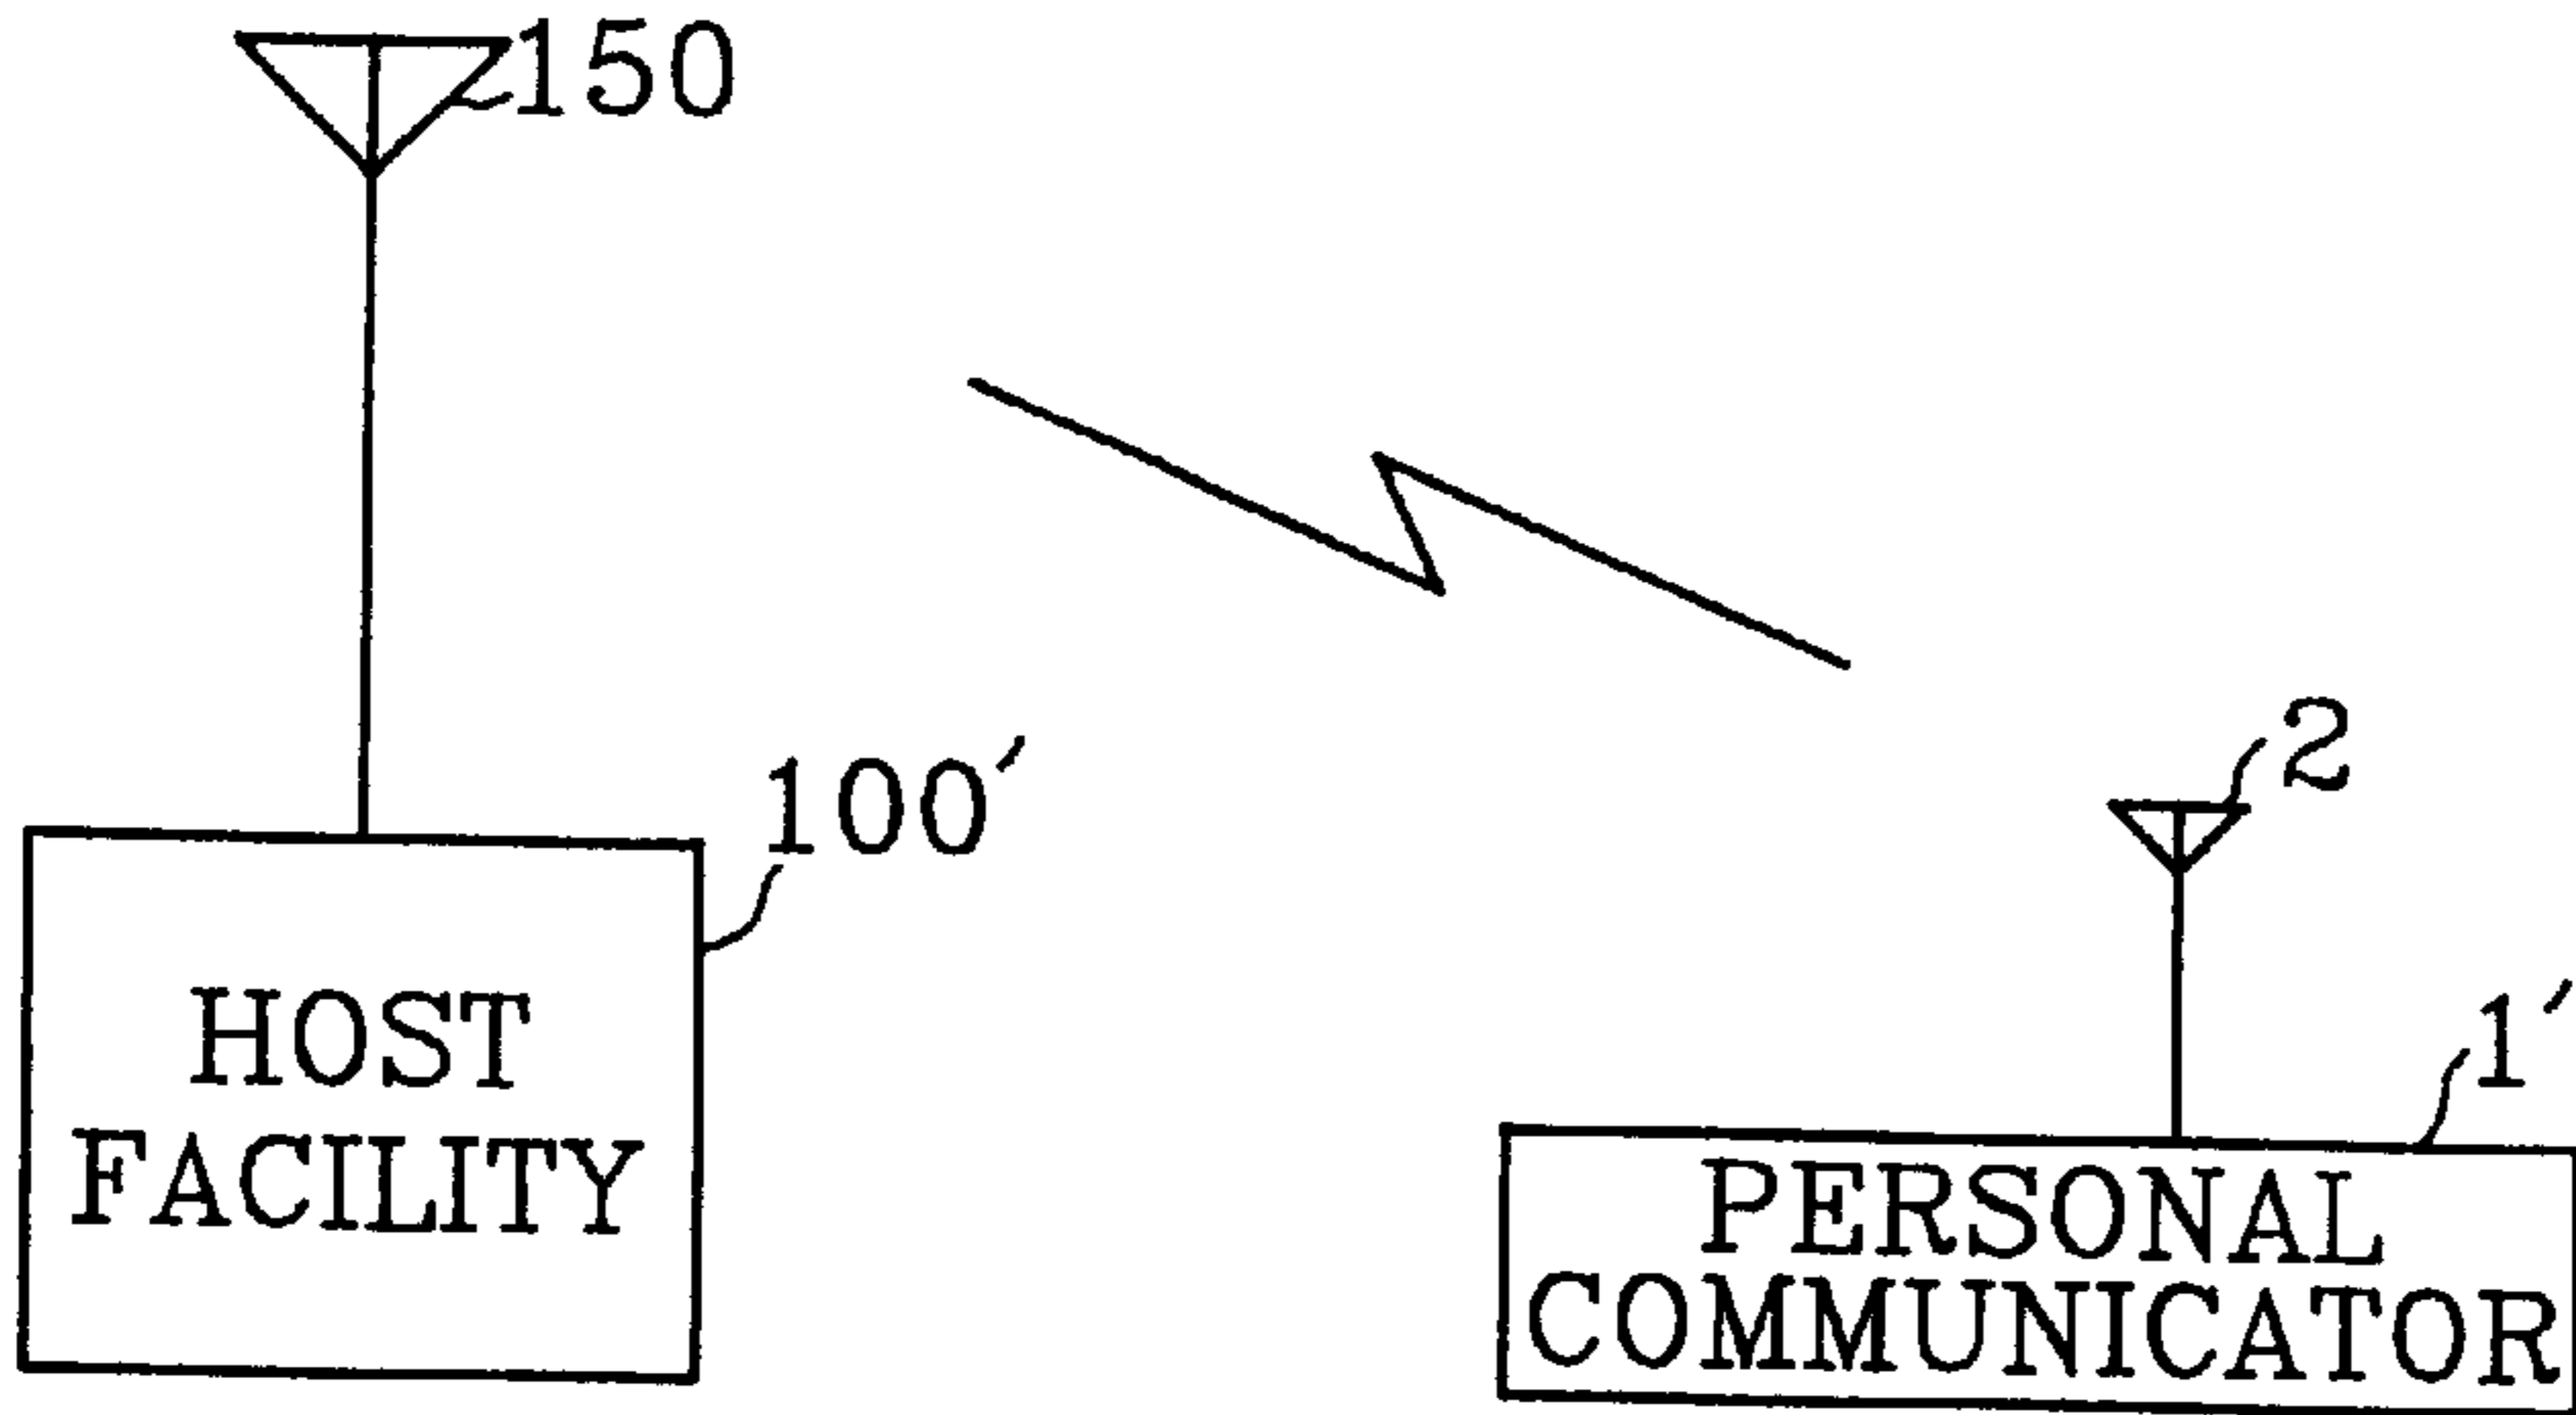 150
100'
2
1'
HOST
FACILITY
PERSONAL
COMMUNICATOR